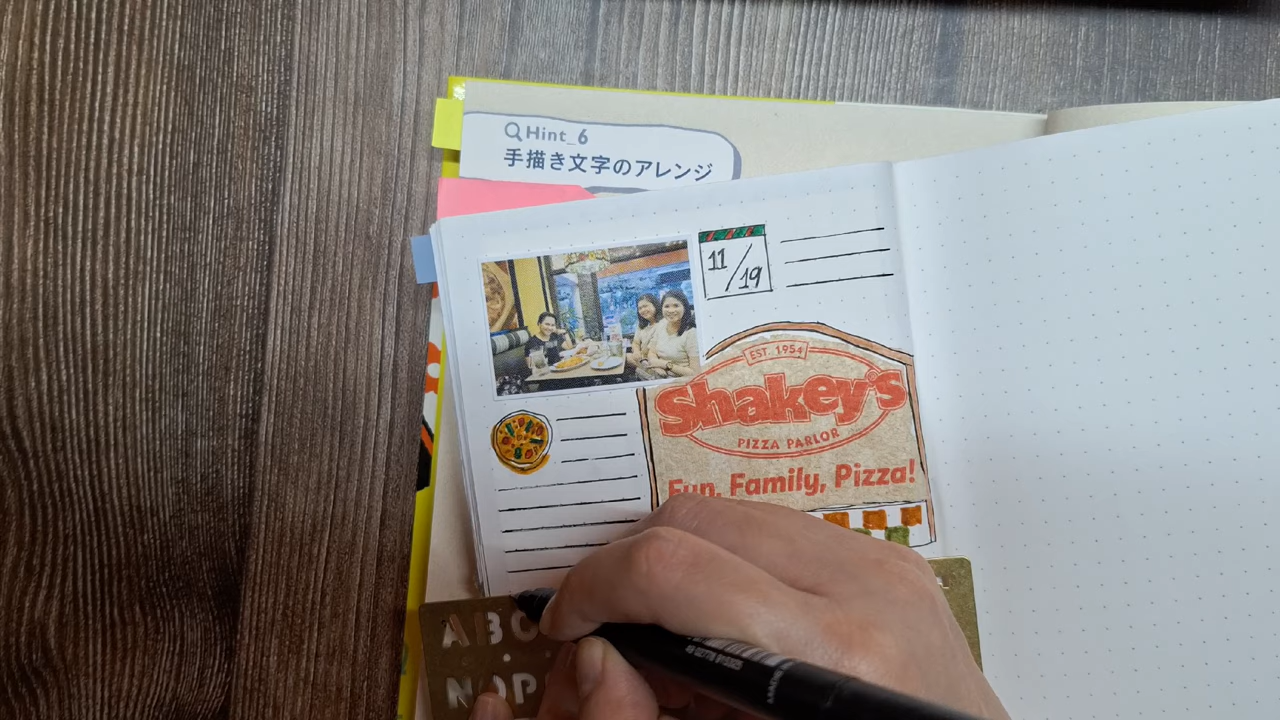 Hint_6
手描き文字のアレンジ
11/19
EST. 1954
Shakey's
PIZZA PARLOR
Fun, Family, Pizza!
ABC
NOP